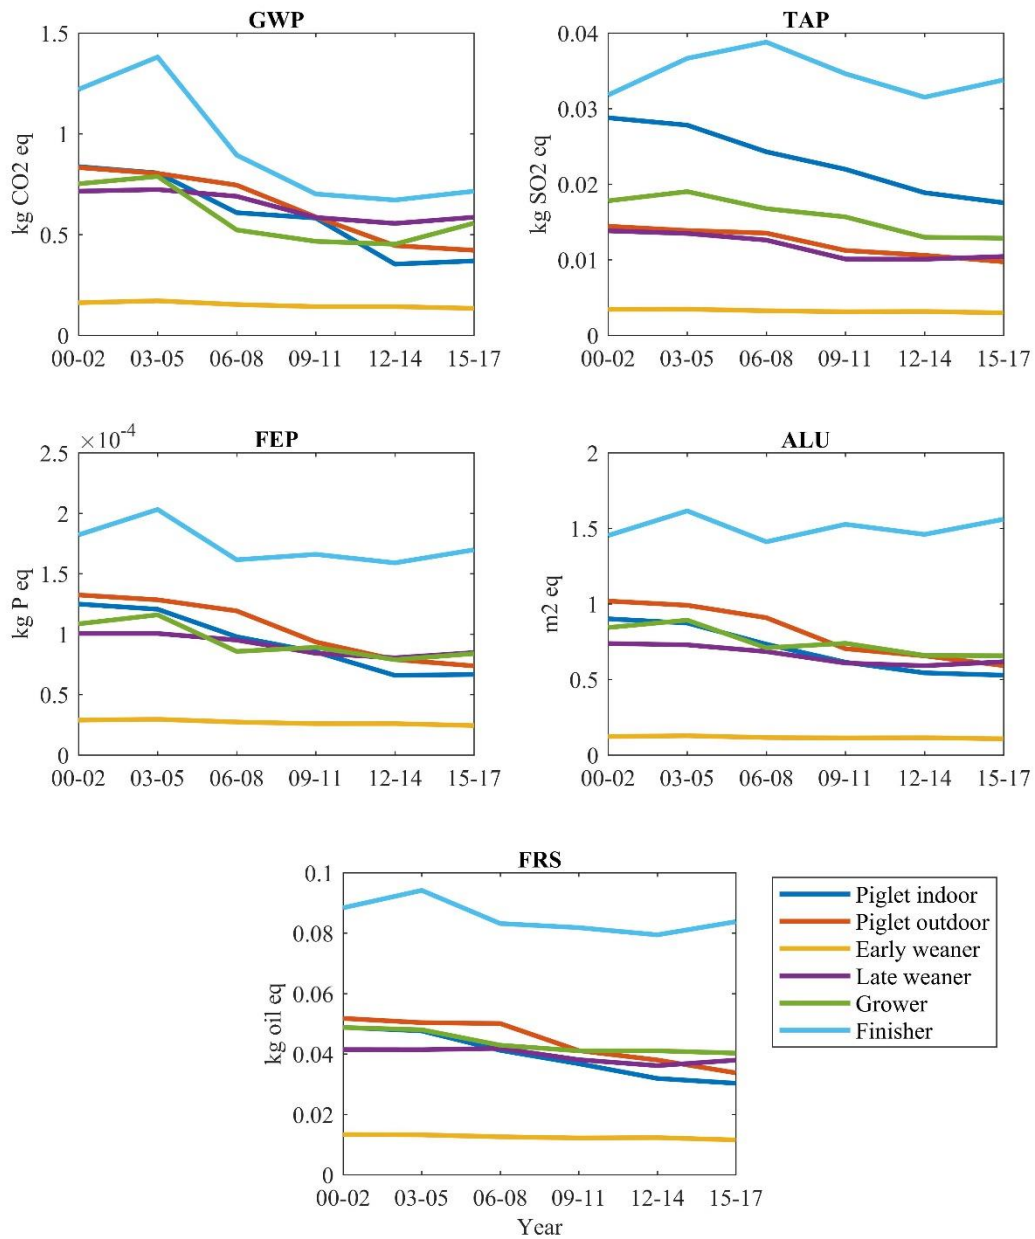 GWP
1.5
1
0.5
0
kg CO2 eq
00-02 03-05 06-08 09-11 12-14 15-17
TAP
0.04
0.03
0.02
0.01
0
kg SO2 cq
00-02 03-05 06-08 09-11 12-14 15-17
FEP
×10-4
2.5
2
1.5
1
0.5
0
kg P eq
00-02 03-05 06-08 09-11 12-14 15-17
ALU
2
1.5
1
0.5
0
m2 eq
00-02 03-05 06-08 09-11 12-14 15-17
FRS
0.1
0.08
0.06
0.04
0.02
0
kg oil eq
00-02 03-05 06-08 09-11 12-14 15-17
Year
Piglet indoor
Piglet outdoor
Early weaner
Late weaner
Grower
Finisher